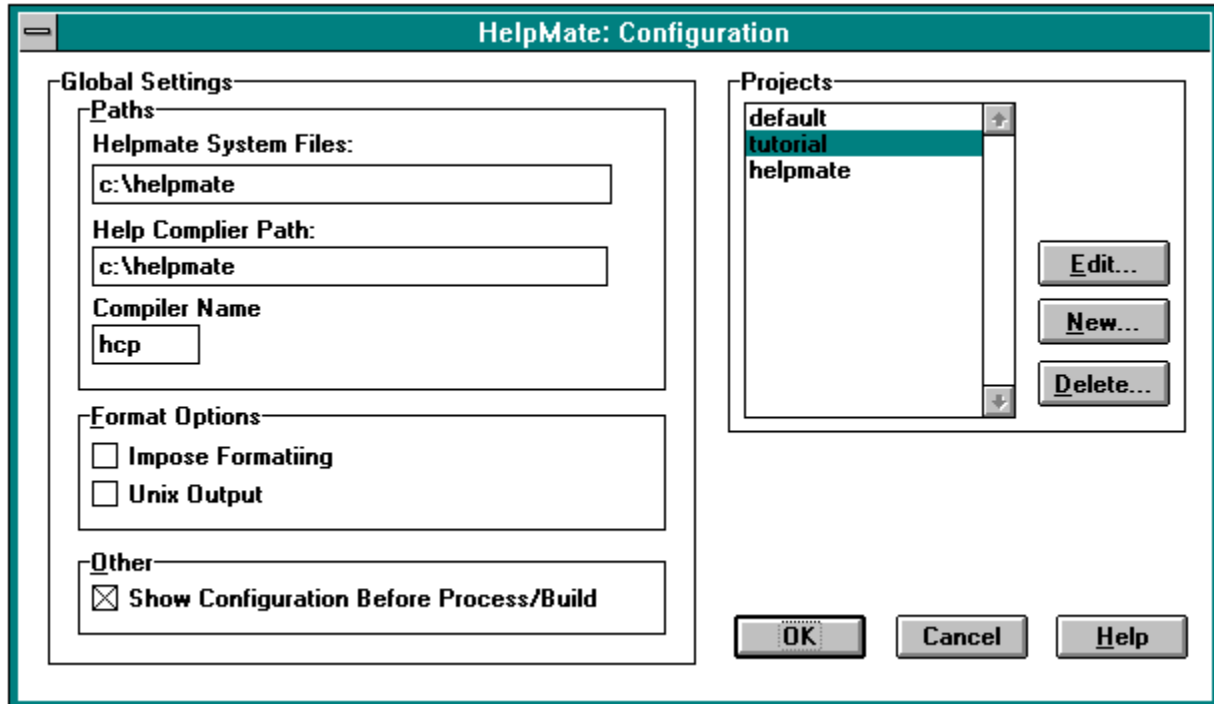 HelpMate: Configuration
Global Settings
Paths
Helpmate System Files:
c:\helpmate
Help Complier Path:
c:\helpmate
Compiler Name
hcp
Format Options
Impose Formatiing
Unix Output
Other
Show Configuration Before Process/Build
Projects
default
tutorial
helpmate
Edit...
New...
Delete...
OK
Cancel
Help